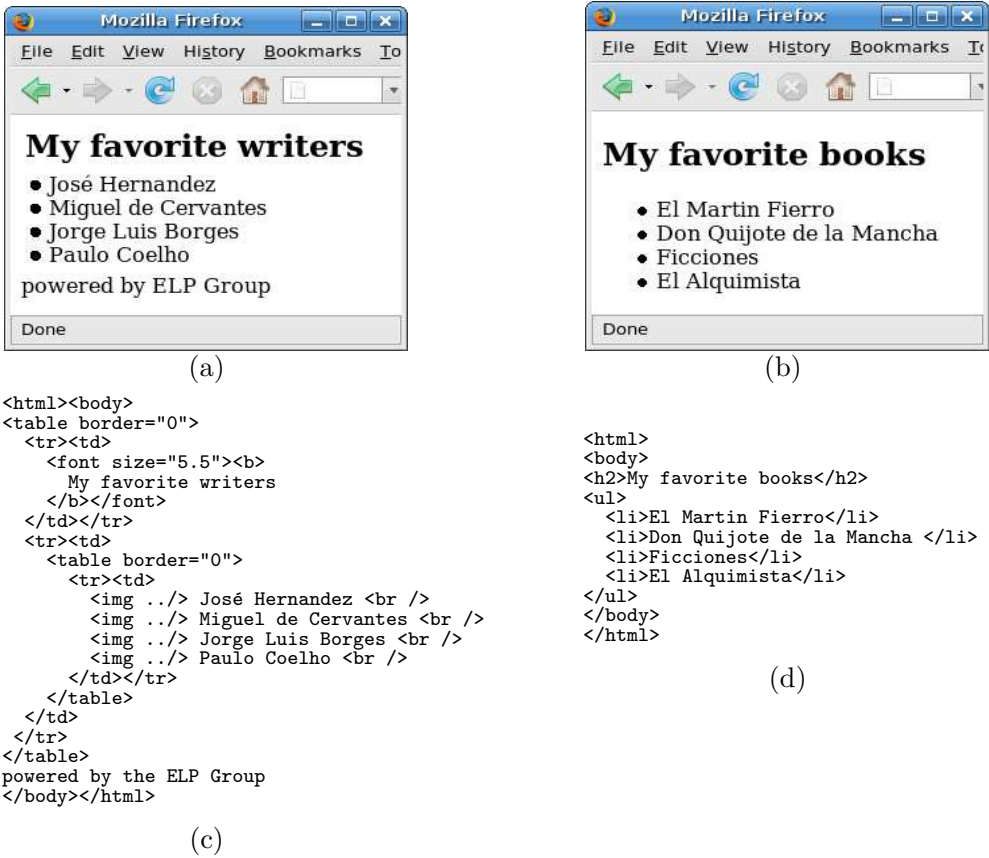 Mozilla Firefox
File Edit View History Bookmarks To
My favorite writers
José Hernandez
Miguel de Cervantes
Jorge Luis Borges
Paulo Coelho
powered by ELP Group
Done
(a)
Mozilla Firefox
File Edit View History Bookmarks
My favorite books
El Martin Fierro
Don Quijote de la Mancha
Ficciones
El Alquimista
Done
(b)
<html><body>
<table border="0">
  <tr><td>
    <font size="5.5"><b>
      My favorite writers
    </b></font>
  </td></tr>
  <tr><td>
    <table border="0">
      <tr><td>
        <img ../> José Hernandez <br />
        <img ../> Miguel de Cervantes <br />
        <img ../> Jorge Luis Borges <br />
        <img ../> Paulo Coelho <br />
      </td></tr>
    </table>
  </td>
 </tr>
</table>
powered by the ELP Group
</body></html>
(c)
<html>
<body>
<h2>My favorite books</h2>
<ul>
  <li>El Martin Fierro</li>
  <li>Don Quijote de la Mancha </li>
  <li>Ficciones</li>
  <li>El Alquimista</li>
</ul>
</body>
</html>
(d)